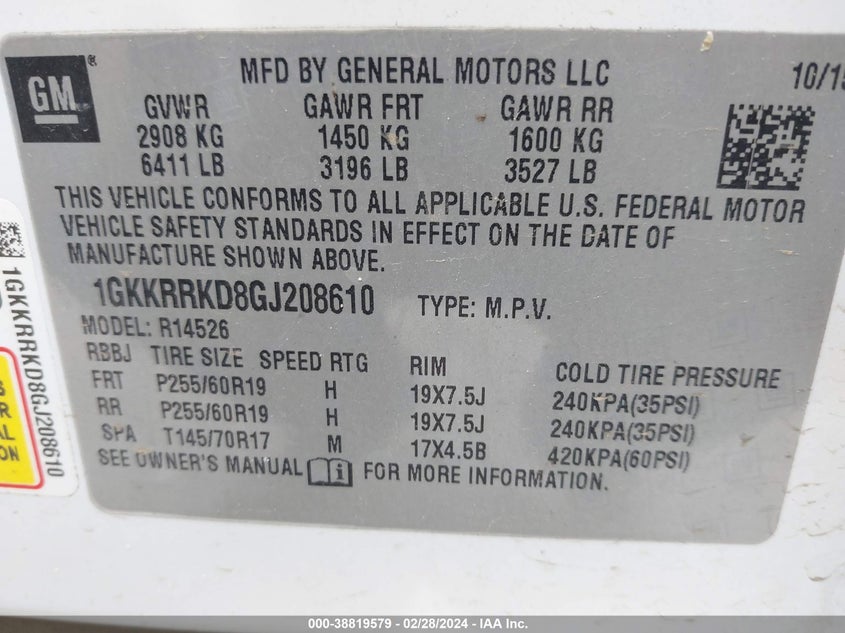 GM®
MFD BY GENERAL MOTORS LLC 10/15
GVWR GAWR FRT GAWR RR
2908 KG 1450 KG 1600 KG
6411 LB 3196 LB 3527 LB
THIS VEHICLE CONFORMS TO ALL APPLICABLE U.S. FEDERAL MOTOR
VEHICLE SAFETY STANDARDS IN EFFECT ON THE DATE OF
MANUFACTURE SHOWN ABOVE.
1GKKRRKD8GJ208610 TYPE: M.P.V.
MODEL: R14526
RBBJ TIRE SIZE SPEED RTG RIM COLD TIRE PRESSURE
FRT P255/60R19 H 19X7.5J 240KPA(35PSI)
RR P255/60R19 H 19X7.5J 240KPA(35PSI)
SPA T145/70R17 M 17X4.5B 420KPA(60PSI)
SEE OWNER'S MANUAL FOR MORE INFORMATION.
1GKKRRKD8GJ208610
S
R
AL
ON
000-38819579 — 02/28/2024 — IAA Inc.